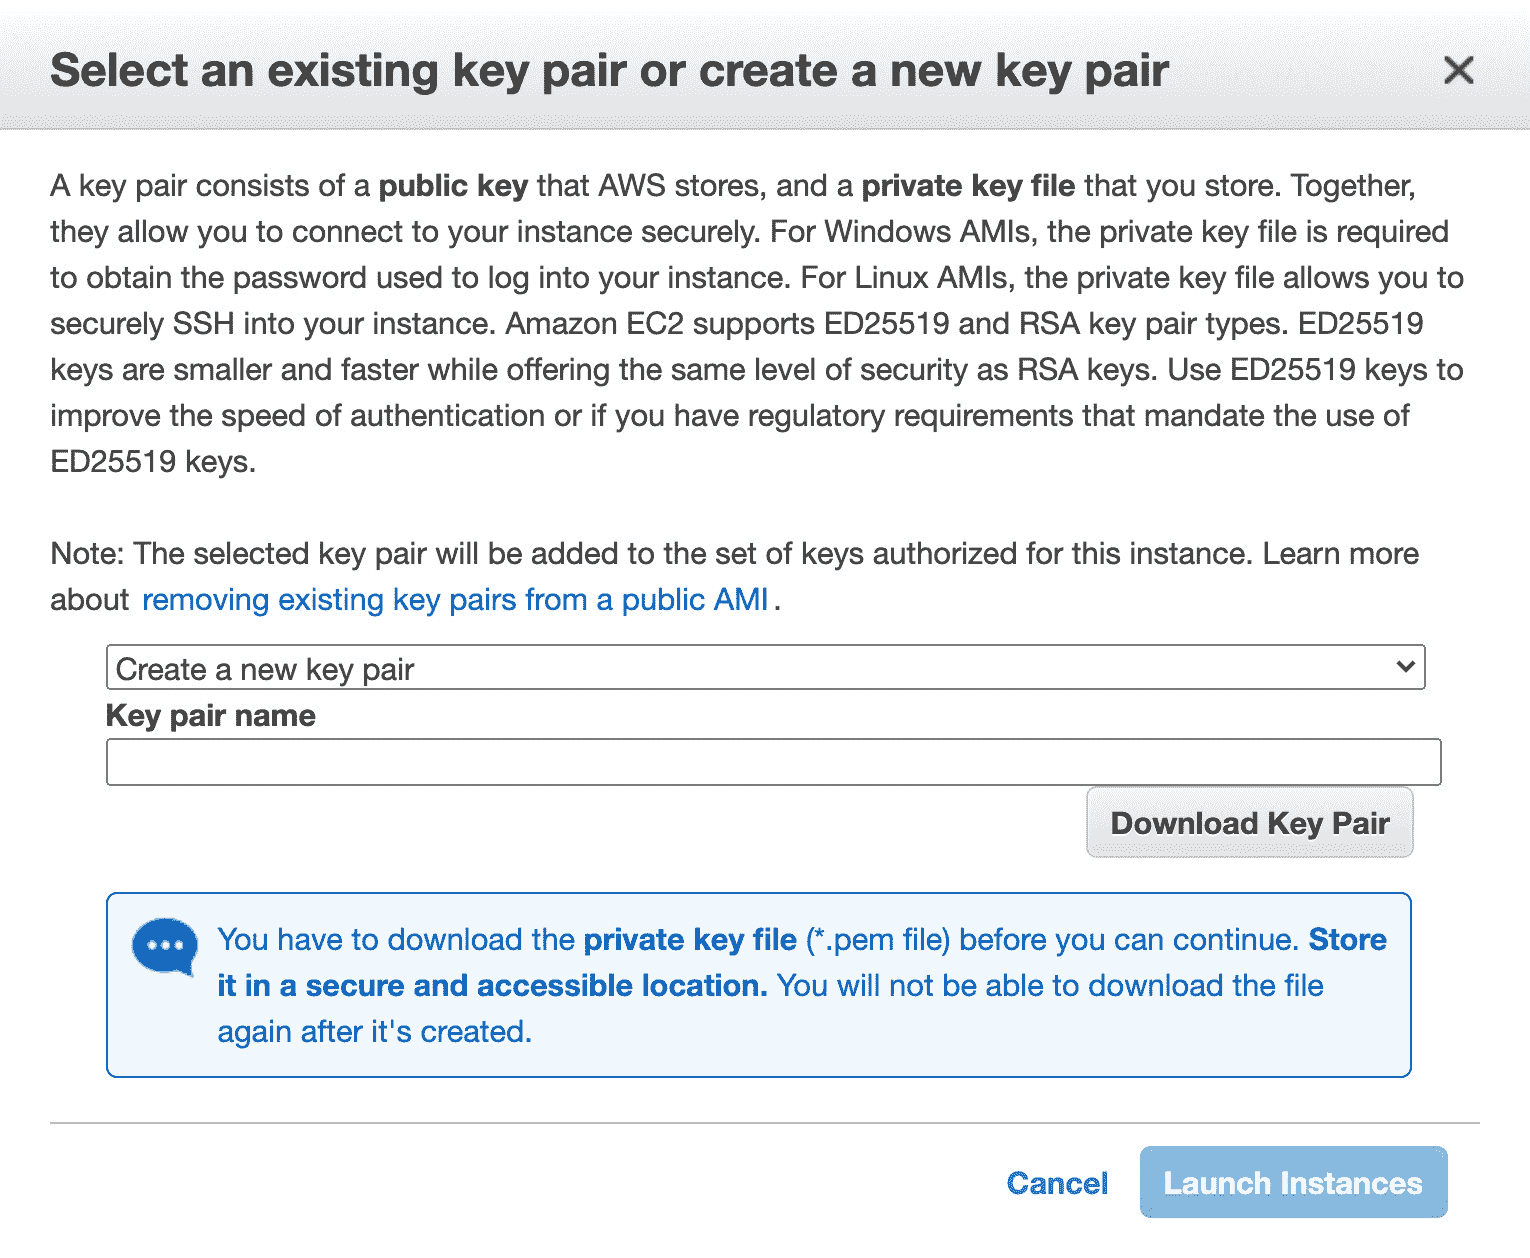 Select an existing key pair or create a new key pair
A key pair consists of a public key that AWS stores, and a private key file that you store. Together,
they allow you to connect to your instance securely. For Windows AMIs, the private key file is required
to obtain the password used to log into your instance. For Linux AMIs, the private key file allows you to
securely SSH into your instance. Amazon EC2 supports ED25519 and RSA key pair types. ED25519
keys are smaller and faster while offering the same level of security as RSA keys. Use ED25519 keys to
improve the speed of authentication or if you have regulatory requirements that mandate the use of
ED25519 keys.
Note: The selected key pair will be added to the set of keys authorized for this instance. Learn more
about removing existing key pairs from a public AMI.
Create a new key pair
Key pair name
Download Key Pair
You have to download the private key file (*.pem file) before you can continue. Store
it in a secure and accessible location. You will not be able to download the file
again after it's created.
Cancel Launch Instances